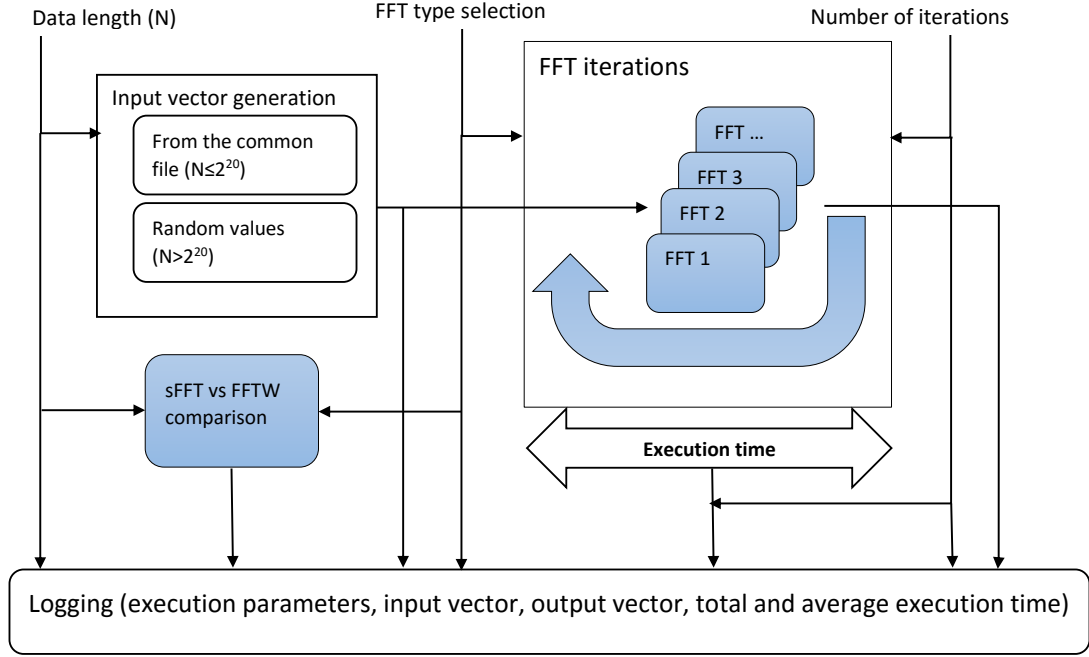 Data length (N)
FFT type selection
Number of iterations
Input vector generation
From the common
file (N≤2²⁰)
Random values
(N>2²⁰)
FFT iterations
FFT ...
FFT 3
FFT 2
FFT 1
sFFT vs FFTW
comparison
Execution time
Logging (execution parameters, input vector, output vector, total and average execution time)